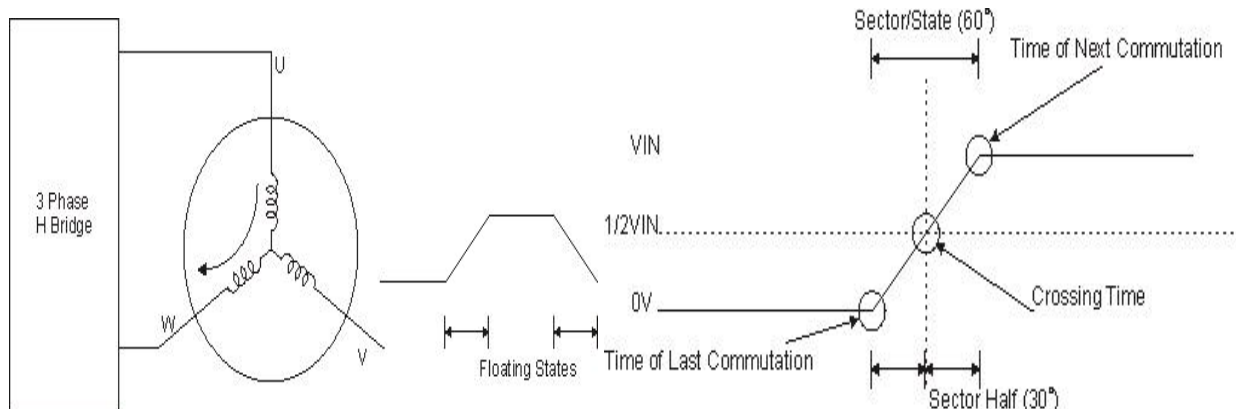 3 Phase
H Bridge
U
W
V
Floating States
Sector/State (60°)
Time of Next Commutation
VIN
1/2VIN
0V
Crossing Time
Time of Last Commutation
Sector Half (30°)